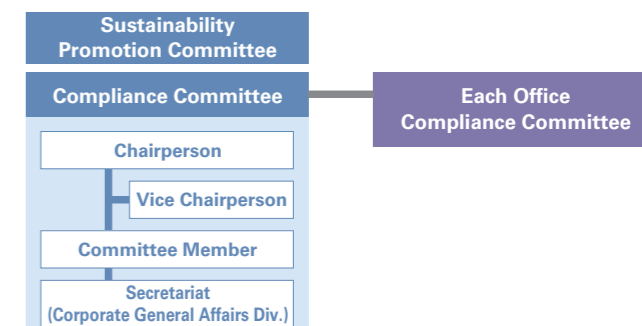 Sustainability
Promotion Committee
Compliance Committee
Each Office
Compliance Committee
Chairperson
Vice Chairperson
Committee Member
Secretariat
(Corporate General Affairs Div.)